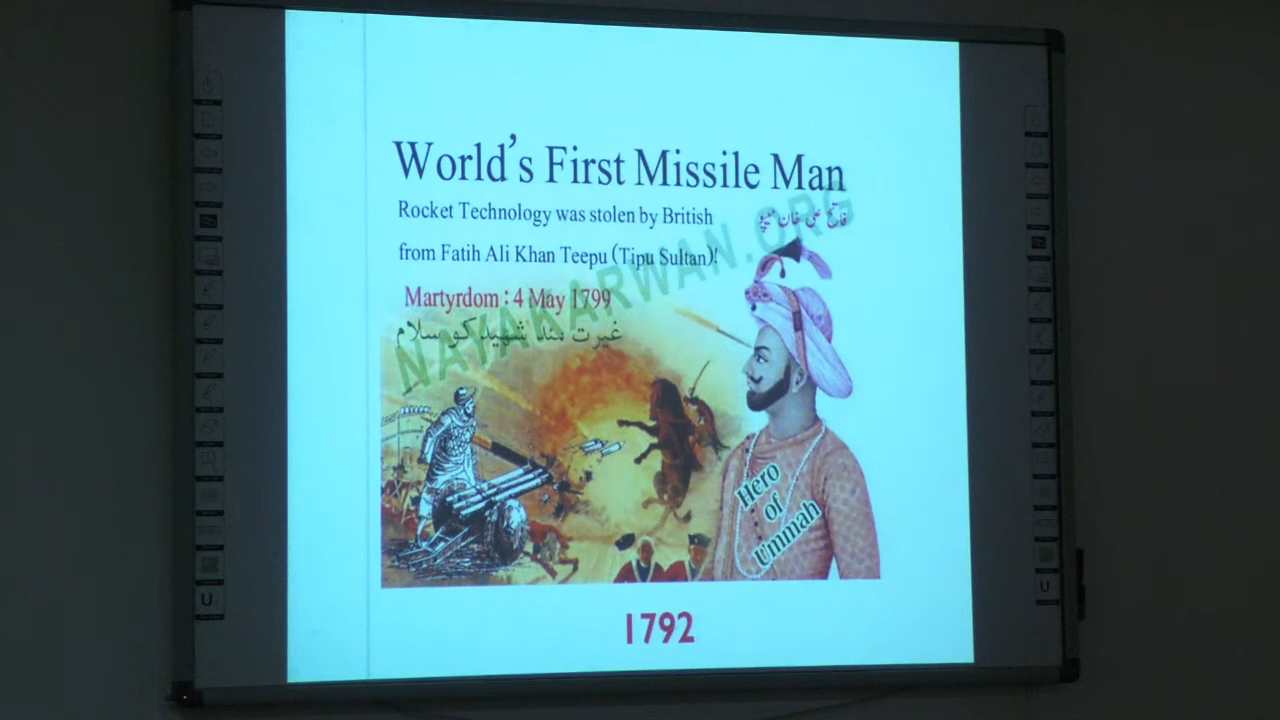 World's First Missile Man
Rocket Technology was stolen by British
فاتح علی خان ٹیپو
from Fatih Ali Khan Teepu (Tipu Sultan)!
Martyrdom : 4 May 1799
غیرت مند شہید کو سلام
NAYAKARWAN.ORG
Hero
of
Ummah
1792
U
U